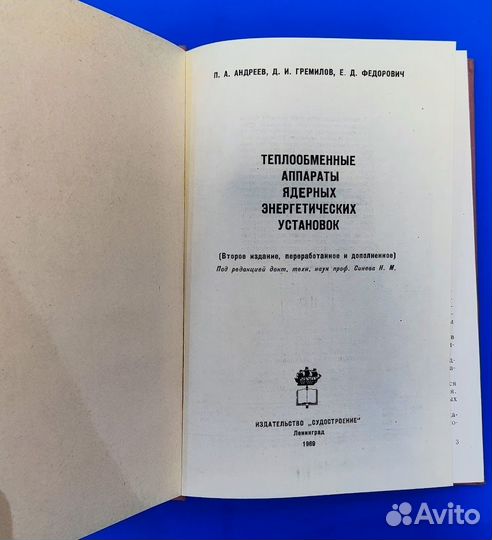 П. А. АНДРЕЕВ, Д. И. ГРЕМИЛОВ, Е. Д. ФЕДОРОВИЧ
ТЕПЛООБМЕННЫЕ
АППАРАТЫ
ЯДЕРНЫХ
ЭНЕРГЕТИЧЕСКИХ
УСТАНОВОК
(Второе издание, переработанное и дополненное)
Под редакцией докт. техн. наук проф. Синева Н. М.
ИЗДАТЕЛЬСТВО „СУДОСТРОЕНИЕ"
Ленинград
1969
3
Avito